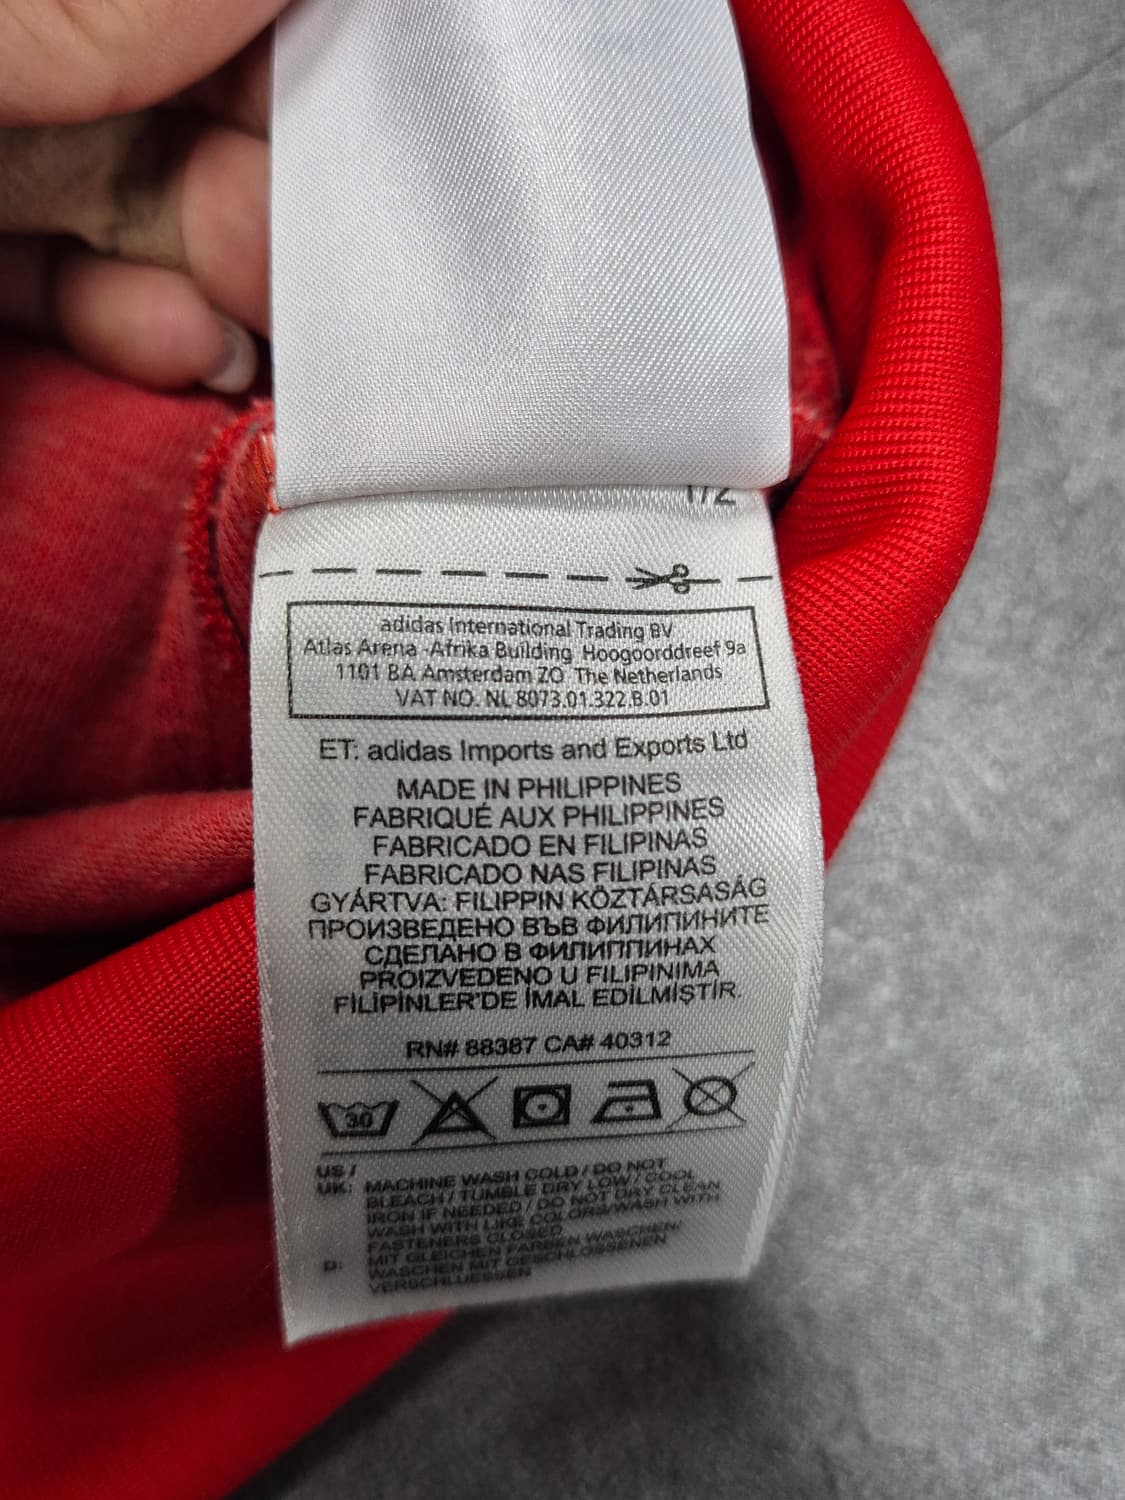 1/2
adidas International Trading BV
Atlas Arena -Afrika Building Hoogoorddreef 9a
1101 BA Amsterdam ZO The Netherlands
VAT NO. NL 8073.01.322.B.01
ET: adidas Imports and Exports Ltd
MADE IN PHILIPPINES
FABRIQUÉ AUX PHILIPPINES
FABRICADO EN FILIPINAS
FABRICADO NAS FILIPINAS
GYÁRTVA: FILIPPIN KÖZTÁRSASÁG
ПРОИЗВЕДЕНО ВЪВ ФИЛИПИНИТЕ
СДЕЛАНО В ФИЛИППИНАХ
PROIZVEDENO U FILIPINIMA
FİLİPİNLER'DE İMAL EDİLMİŞTİR.
RN# 88387 CA# 40312
30
US /
UK: MACHINE WASH COLD / DO NOT
BLEACH / TUMBLE DRY LOW / COOL
IRON IF NEEDED / DO NOT DRY CLEAN
WASH WITH LIKE COLORS/WASH WITH
FASTENERS CLOSED
D: MIT GLEICHEN FARBEN WASCHEN/
WASCHEN MIT GESCHLOSSENEN
VERSCHLUESSEN